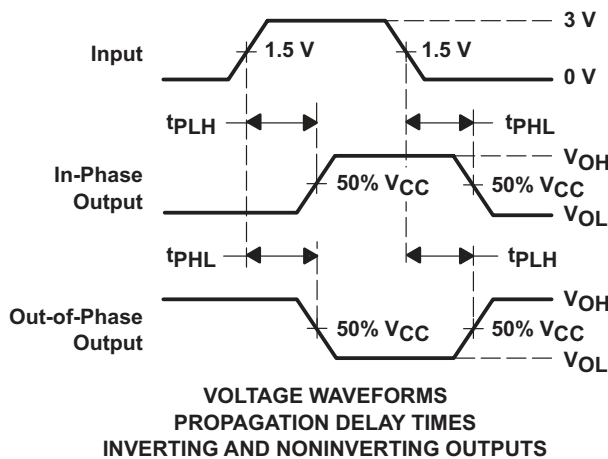 3 V
Input
1.5 V
1.5 V
0 V
tPLH
tPHL
VOH
In-Phase
Output
50% VCC
50% VCC
VOL
tPHL
tPLH
VOH
Out-of-Phase
Output
50% VCC
50% VCC
VOL
VOLTAGE WAVEFORMS
PROPAGATION DELAY TIMES
INVERTING AND NONINVERTING OUTPUTS